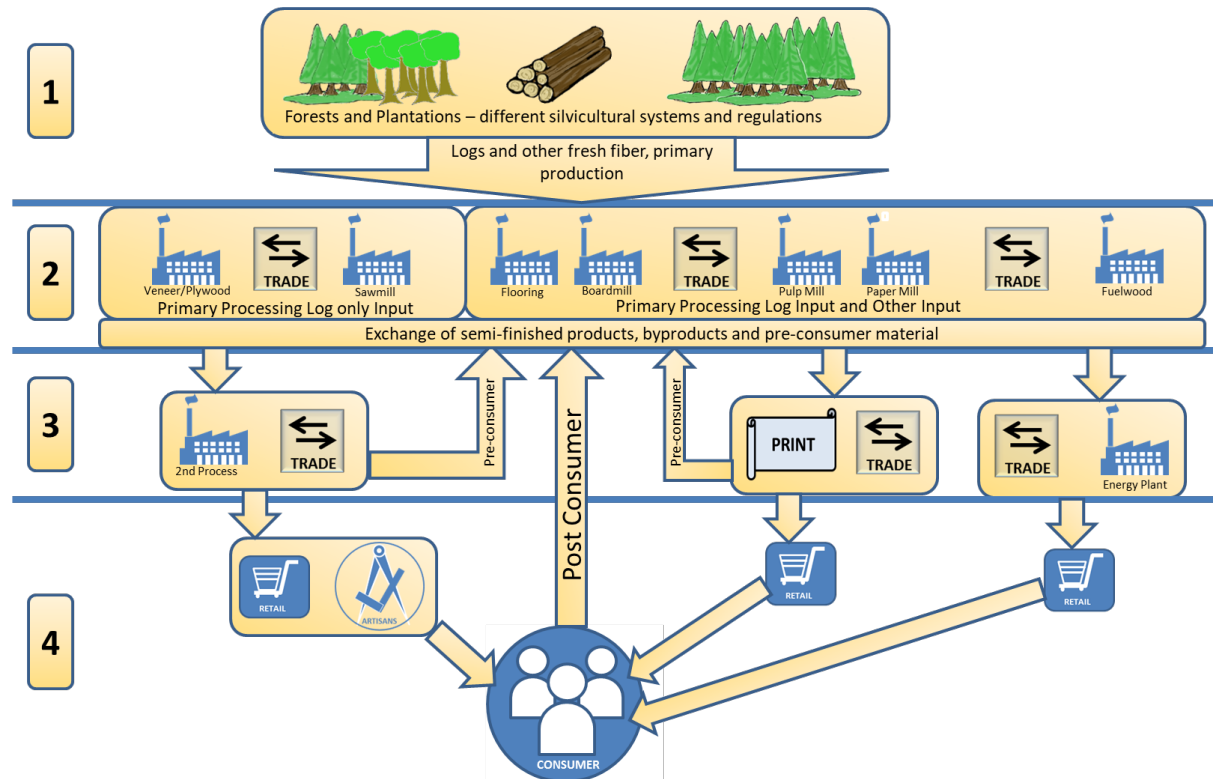 1
Forests and Plantations – different silvicultural systems and regulations
Logs and other fresh fiber, primary
production
2
Veneer/Plywood
TRADE
Sawmill
Primary Processing Log only Input
Flooring
Boardmill
TRADE
Pulp Mill
Paper Mill
Fuelwood
TRADE
Primary Processing Log Input and Other Input
Exchange of semi-finished products, byproducts and pre-consumer material
3
2nd Process
TRADE
Pre-consumer
Post Consumer
Pre-consumer
PRINT
TRADE
TRADE
Energy Plant
4
RETAIL
ARTISANS
RETAIL
RETAIL
CONSUMER